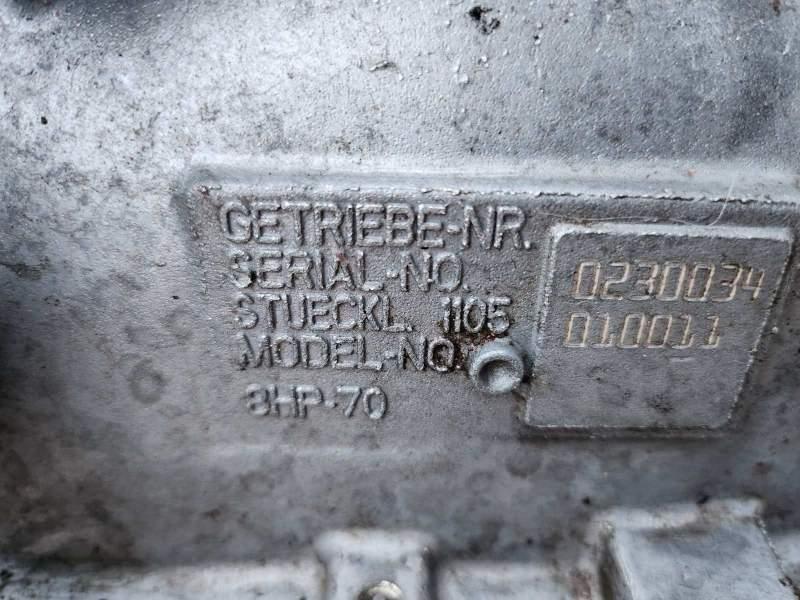 GETRIEBE-NR.
SERIAL-NO. 0230034
STUECKL. 1105 010011
MODEL-NO
8HP-70